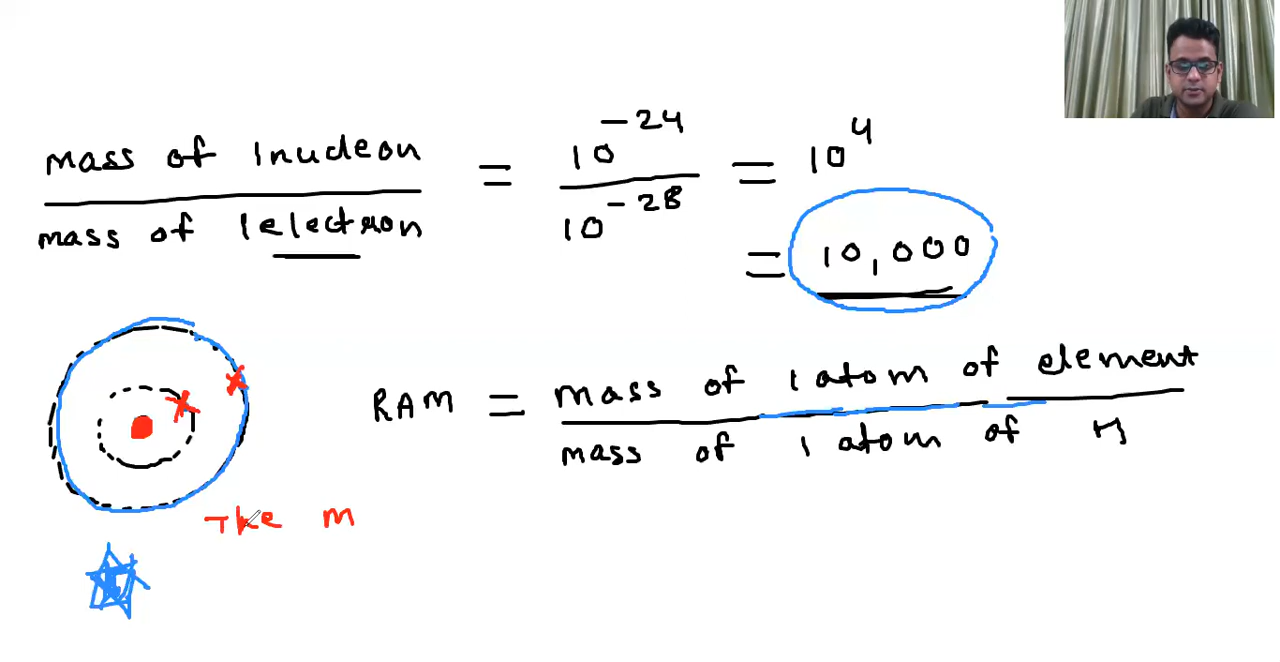 mass of 1nucleon = 10^-24 = 10^4
mass of 1electron 10^-28
= 10,000
RAM = mass of 1 atom of element
mass of 1 atom of H
The m